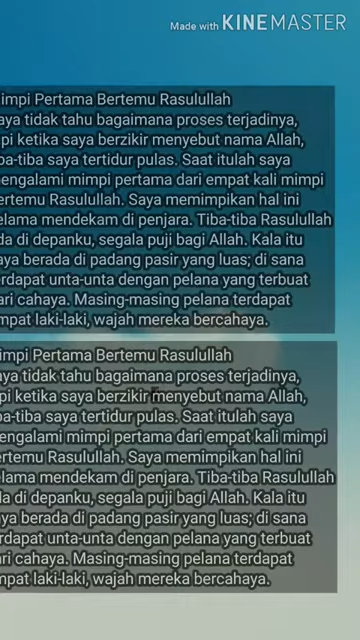 Made with KINEMASTER
impi Pertama Bertemu Rasulullah
aya tidak tahu bagaimana proses terjadinya,
pi ketika saya berzikir menyebut nama Allah,
ba-tiba saya tertidur pulas. Saat itulah saya
engalami mimpi pertama dari empat kali mimpi
ertemu Rasulullah. Saya memimpikan hal ini
elama mendekam di penjara. Tiba-tiba Rasulullah
da di depanku, segala puji bagi Allah. Kala itu
aya berada di padang pasir yang luas; di sana
erdapat unta-unta dengan pelana yang terbuat
ari cahaya. Masing-masing pelana terdapat
mpat laki-laki, wajah mereka bercahaya.
impi Pertama Bertemu Rasulullah
aya tidak tahu bagaimana proses terjadinya,
pi ketika saya berzikir menyebut nama Allah,
ba-tiba saya tertidur pulas. Saat itulah saya
engalami mimpi pertama dari empat kali mimpi
ertemu Rasulullah. Saya memimpikan hal ini
elama mendekam di penjara. Tiba-tiba Rasulullah
da di depanku, segala puji bagi Allah. Kala itu
aya berada di padang pasir yang luas; di sana
erdapat unta-unta dengan pelana yang terbuat
ari cahaya. Masing-masing pelana terdapat
mpat laki-laki, wajah mereka bercahaya.